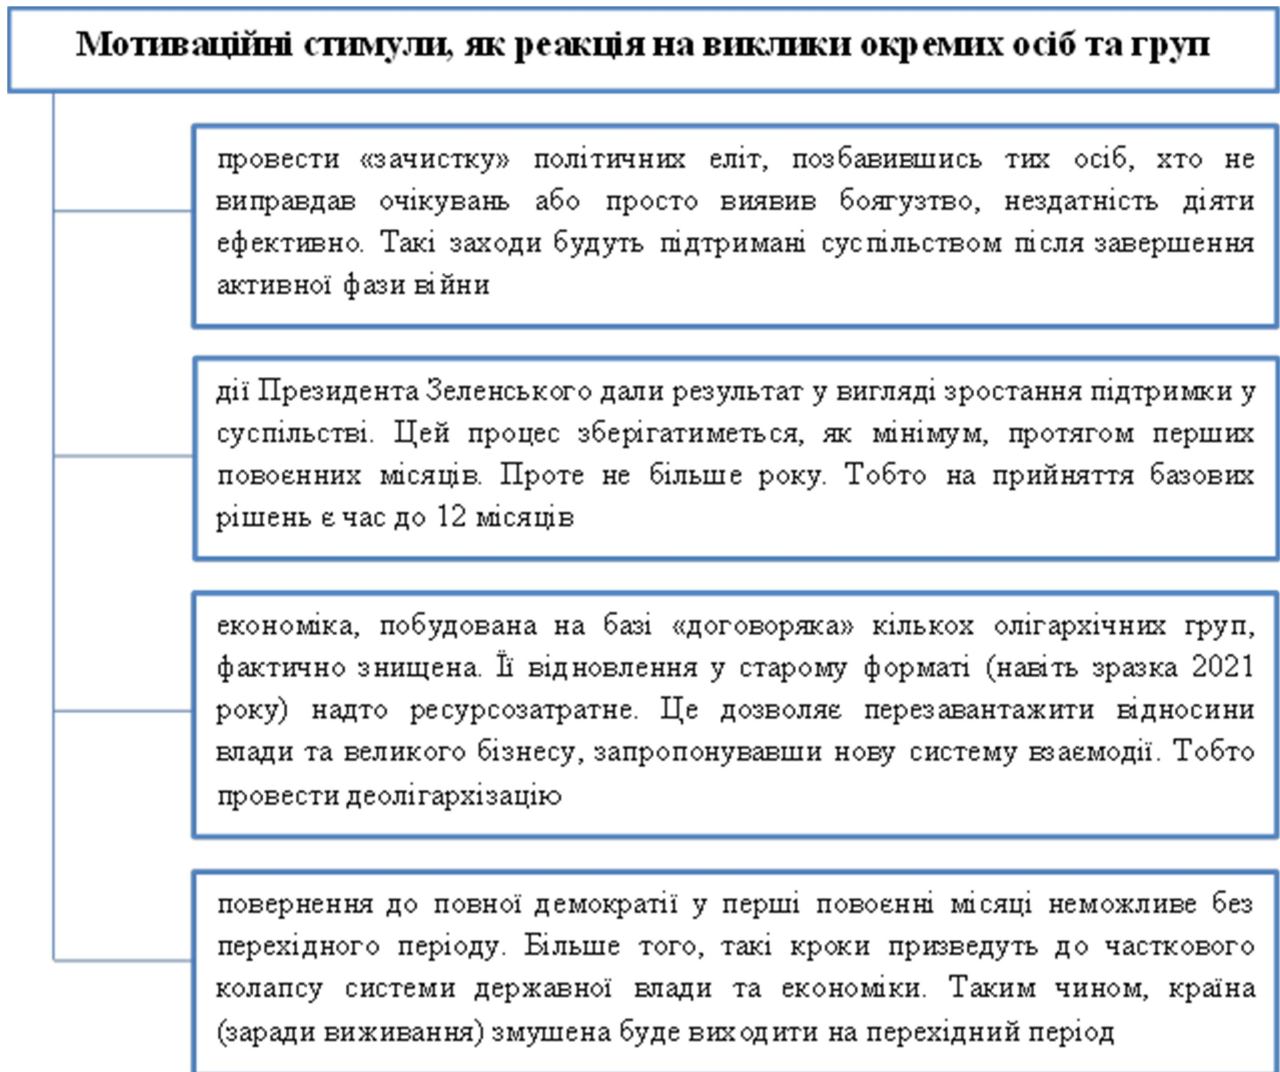 Мотиваційні стимули, як реакція на виклики окремих осіб та груп
провести «зачистку» політичних еліт, позбавившись тих осіб, хто не
виправдав очікувань або просто виявив боягузтво, нездатність діяти
ефективно. Такі заходи будуть підтримані суспільством після завершення
активної фази війни
дії Президента Зеленського дали результат у вигляді зростання підтримки у
суспільстві. Цей процес зберігатиметься, як мінімум, протягом перших
повоєнних місяців. Проте не більше року. Тобто на прийняття базових
рішень є час до 12 місяців
економіка, побудована на базі «договоряка» кількох олігархічних груп,
фактично знищена. Її відновлення у старому форматі (навіть зразка 2021
року) надто ресурсозатратне. Це дозволяє перезавантажити відносини
влади та великого бізнесу, запропонувавши нову систему взаємодії. Тобто
провести деолігархізацію
повернення до повної демократії у перші повоєнні місяці неможливе без
перехідного періоду. Більше того, такі кроки призведуть до часткового
колапсу системи державної влади та економіки. Таким чином, країна
(заради виживання) змушена буде виходити на перехідний період